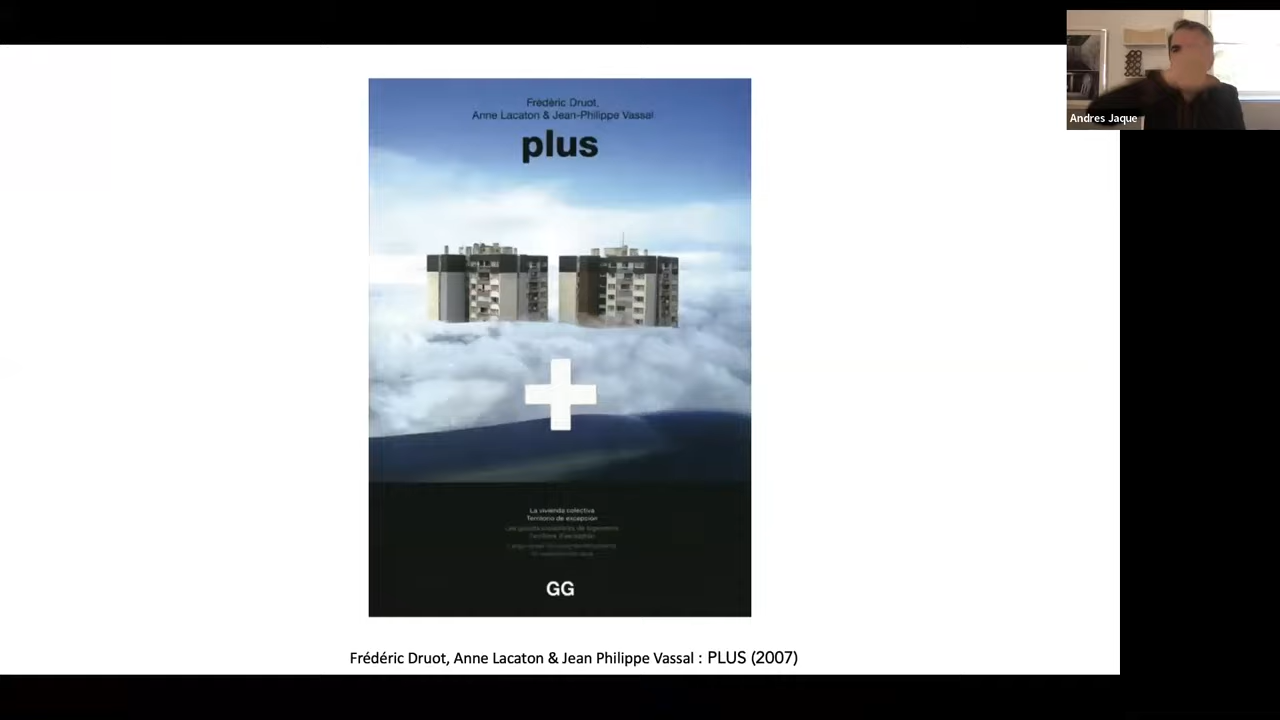 Frédéric Druot,
Anne Lacaton & Jean-Philippe Vassal
plus
La vivienda colectiva
Territorio de excepción
GG
Frédéric Druot, Anne Lacaton & Jean Philippe Vassal : PLUS (2007)
Andres Jaque